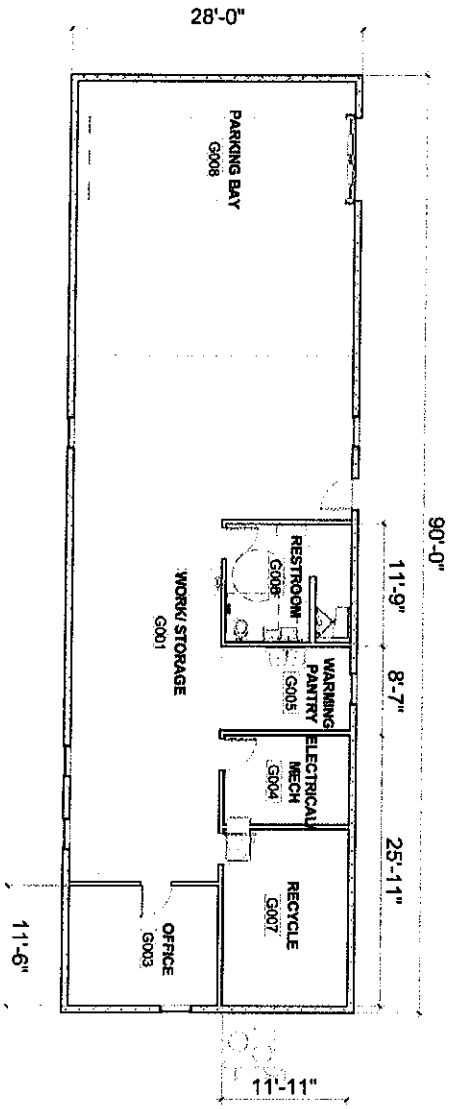 28'-0"
PARKING BAY
G008
90'-0"
11'-9"
RESTROOM
G006
8'-7"
WARMING
PANTRY
G005
WORK/ STORAGE
G001
ELECTRICAL/
MECH
G004
25'-11"
RECYCLE
G007
OFFICE
G003
11'-6"
11'-11"